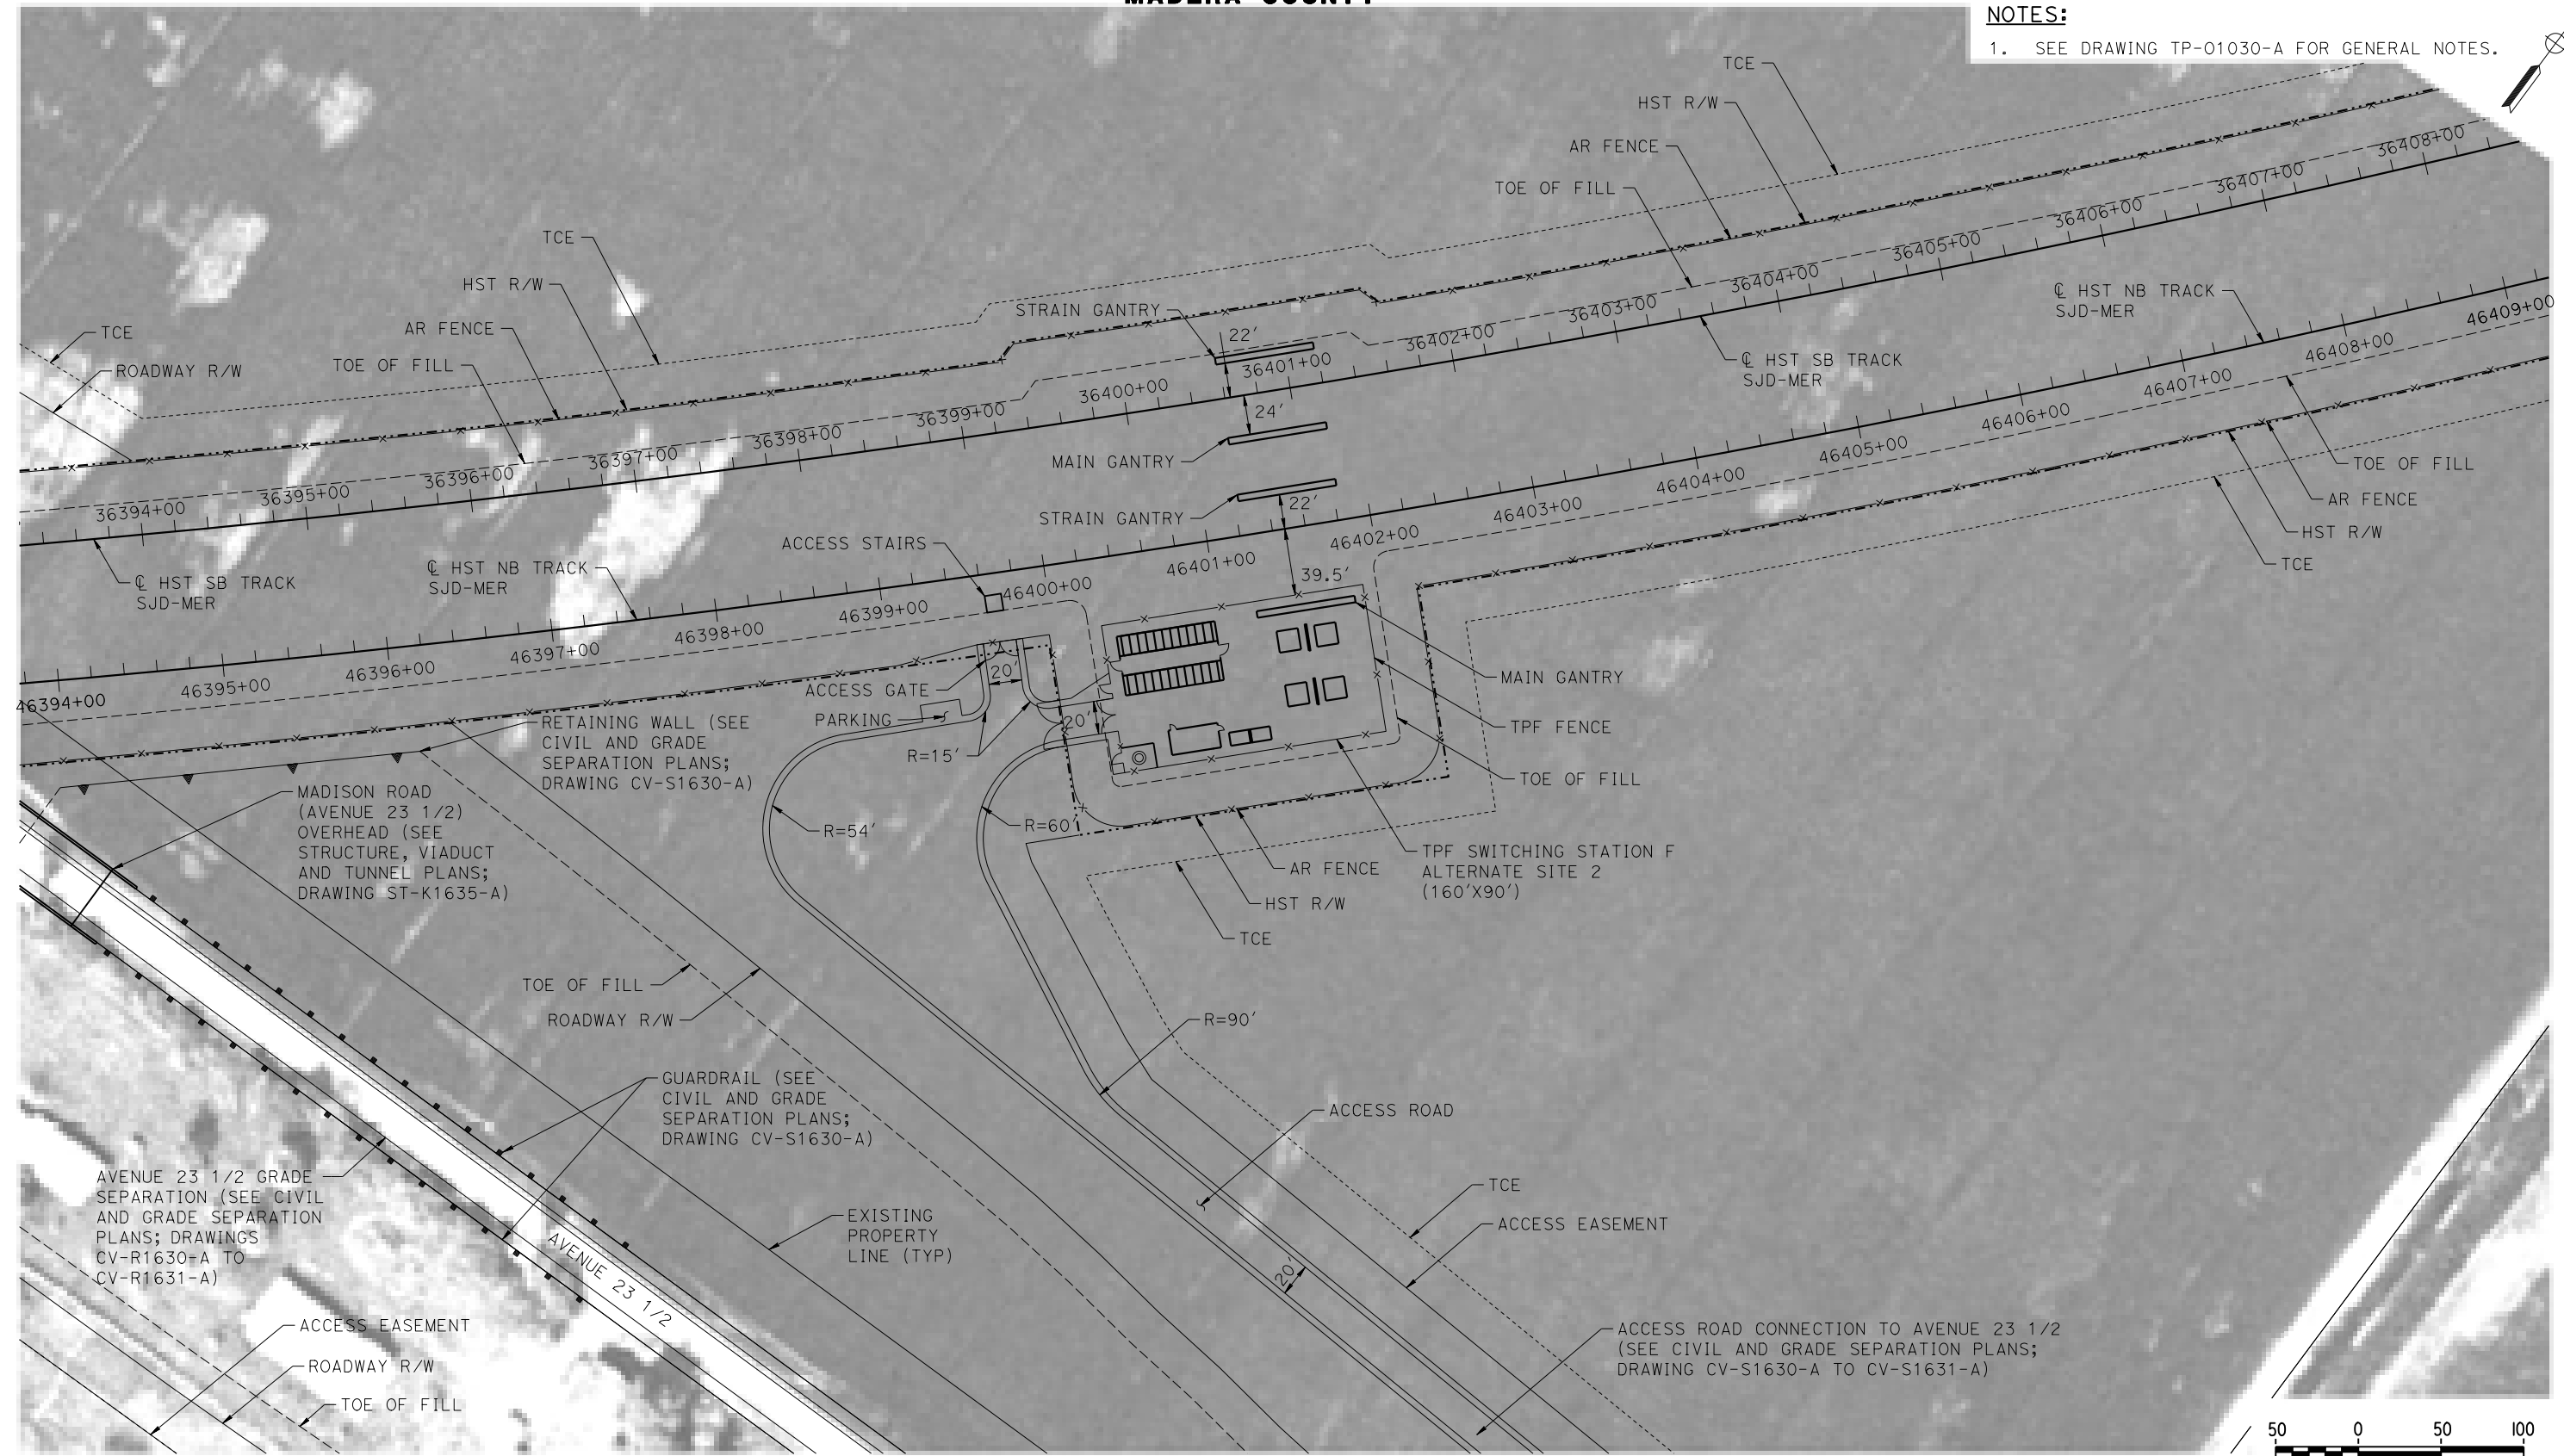 MADERA COUNTY
NOTES:
1. SEE DRAWING TP-O1030-A FOR GENERAL NOTES.
TCE
HST R/W
AR FENCE
TOE OF FILL
36408+00
36407+00
36406+00
36405+00
36404+00
36403+00
36402+00
36401+00
36400+00
36399+00
36398+00
36397+00
36396+00
36395+00
36394+00
TCE
HST R/W
AR FENCE
TOE OF FILL
TCE
ROADWAY R/W
STRAIN GANTRY
22'
24'
MAIN GANTRY
STRAIN GANTRY
22'
39.5'
℄ HST SB TRACK
SJD-MER
℄ HST NB TRACK
SJD-MER
46409+00
46408+00
46407+00
46406+00
46405+00
46404+00
46403+00
46402+00
46401+00
46400+00
46399+00
46398+00
46397+00
46396+00
46395+00
46394+00
TOE OF FILL
AR FENCE
HST R/W
TCE
℄ HST SB TRACK
SJD-MER
℄ HST NB TRACK
SJD-MER
ACCESS STAIRS
20'
ACCESS GATE
PARKING
20'
R=15'
MAIN GANTRY
TPF FENCE
TOE OF FILL
RETAINING WALL (SEE
CIVIL AND GRADE
SEPARATION PLANS;
DRAWING CV-S1630-A)
MADISON ROAD
(AVENUE 23 1/2)
OVERHEAD (SEE
STRUCTURE, VIADUCT
AND TUNNEL PLANS;
DRAWING ST-K1635-A)
R=54'
R=60'
TPF SWITCHING STATION F
ALTERNATE SITE 2
(160'X90')
AR FENCE
HST R/W
TCE
TOE OF FILL
ROADWAY R/W
R=90'
GUARDRAIL (SEE
CIVIL AND GRADE
SEPARATION PLANS;
DRAWING CV-S1630-A)
ACCESS ROAD
AVENUE 23 1/2 GRADE
SEPARATION (SEE CIVIL
AND GRADE SEPARATION
PLANS; DRAWINGS
CV-R1630-A TO
CV-R1631-A)
EXISTING
PROPERTY
LINE (TYP)
TCE
ACCESS EASEMENT
AVENUE 23 1/2
20'
ACCESS EASEMENT
ROADWAY R/W
TOE OF FILL
ACCESS ROAD CONNECTION TO AVENUE 23 1/2
(SEE CIVIL AND GRADE SEPARATION PLANS;
DRAWING CV-S1630-A TO CV-S1631-A)
50 0 50 100